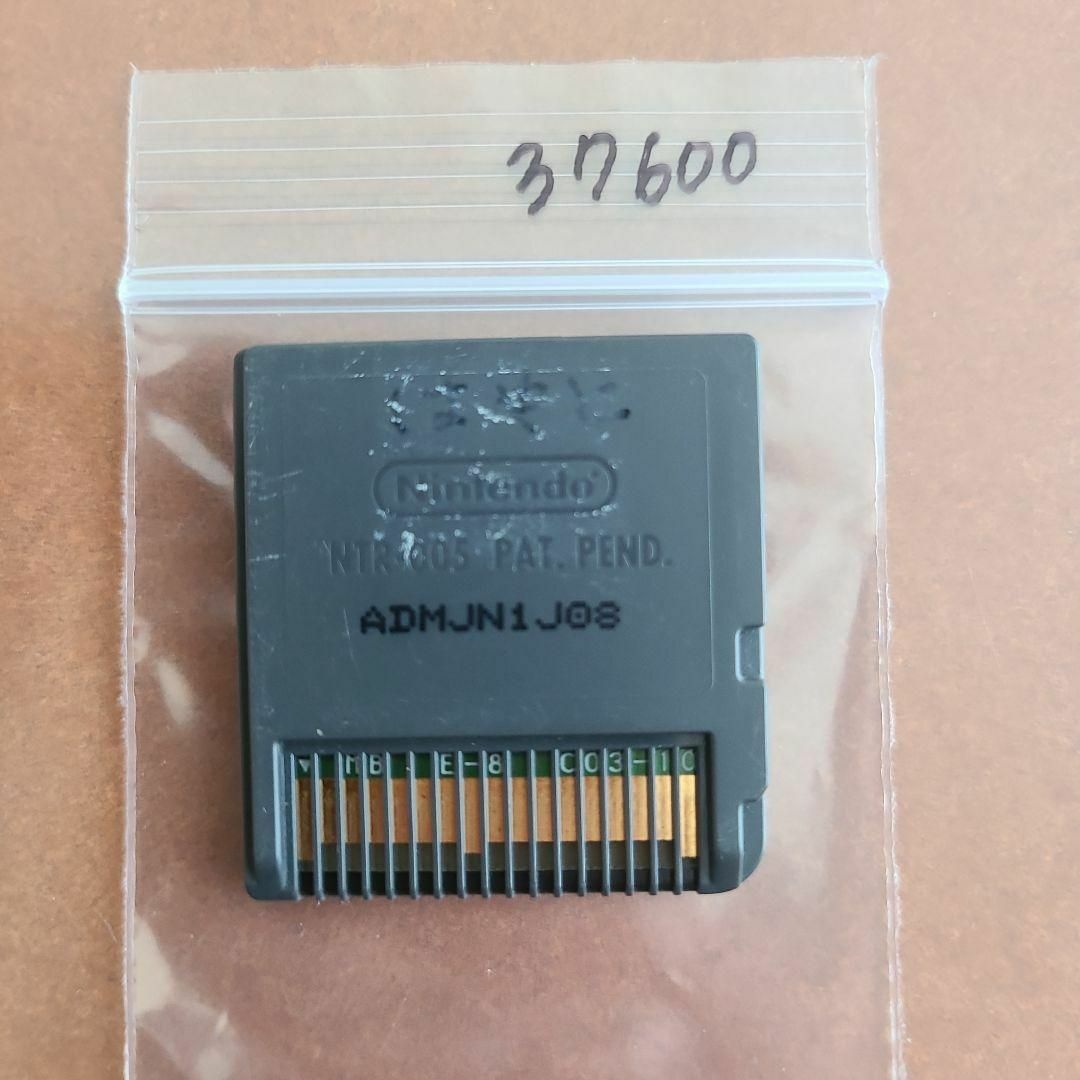 37600
Nintendo®
NTR-005 PAT. PEND.
ADMJN1J08
▼ MB E-8 C03-10